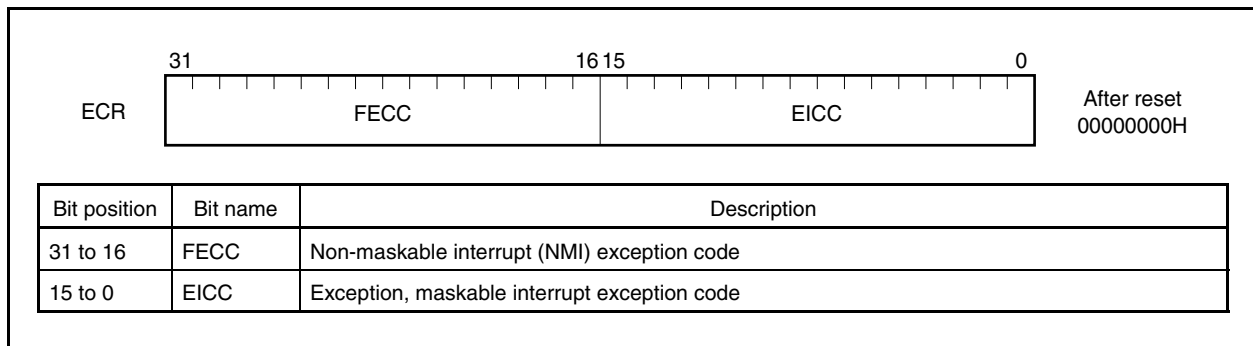 31 16 15 0
ECR FECC EICC After reset
00000000H
Bit position Bit name Description
31 to 16 FECC Non-maskable interrupt (NMI) exception code
15 to 0 EICC Exception, maskable interrupt exception code